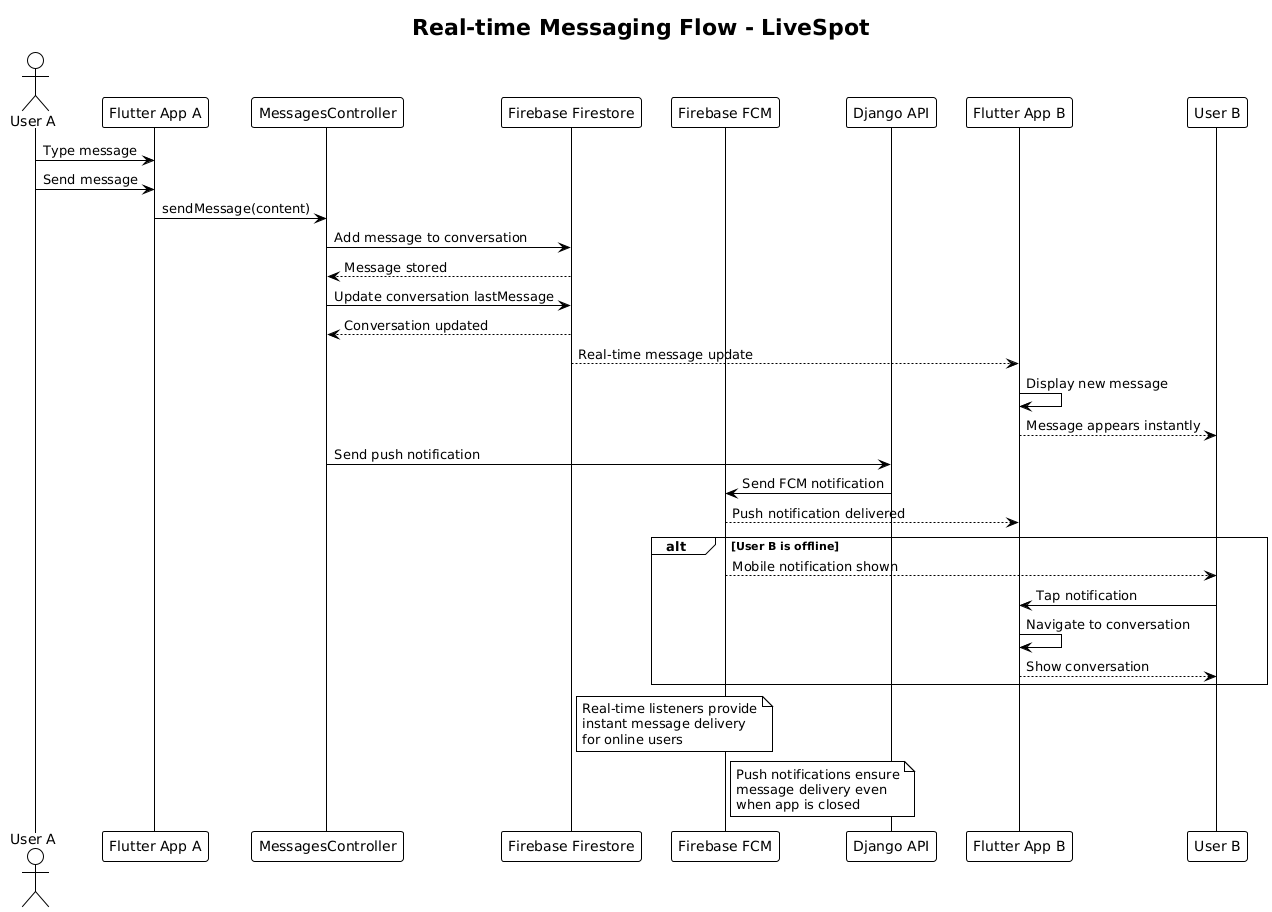 Real-time Messaging Flow - LiveSpot
User A
Flutter App A
MessagesController
Firebase Firestore
Firebase FCM
Django API
Flutter App B
User B
Type message
Send message
sendMessage(content)
Add message to conversation
Message stored
Update conversation lastMessage
Conversation updated
Real-time message update
Display new message
Message appears instantly
Send push notification
Send FCM notification
Push notification delivered
alt
[User B is offline]
Mobile notification shown
Tap notification
Navigate to conversation
Show conversation
Real-time listeners provide
instant message delivery
for online users
Push notifications ensure
message delivery even
when app is closed
User A
Flutter App A
MessagesController
Firebase Firestore
Firebase FCM
Django API
Flutter App B
User B